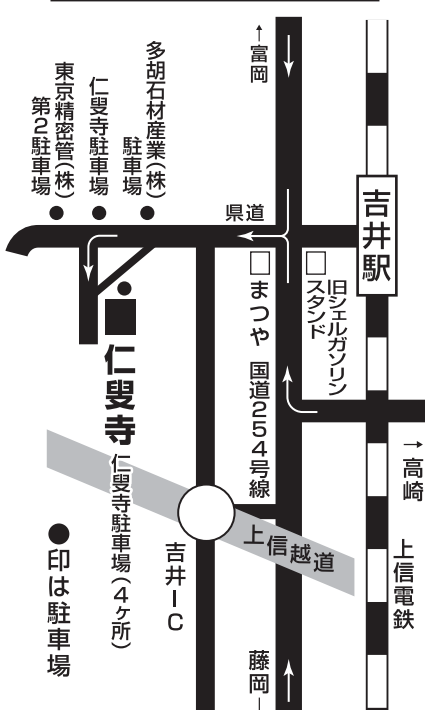 ←富岡
多胡石材産業(株)
駐車場
仁叟寺駐車場
東京精密管(株)
第2駐車場
県道
吉井駅
旧シェルガソリン
スタンド
まつや
国道254号線
仁叟寺
仁叟寺駐車場(4ヶ所)
→高崎
上信越道
吉井IC
上信電鉄
●印は駐車場
藤岡